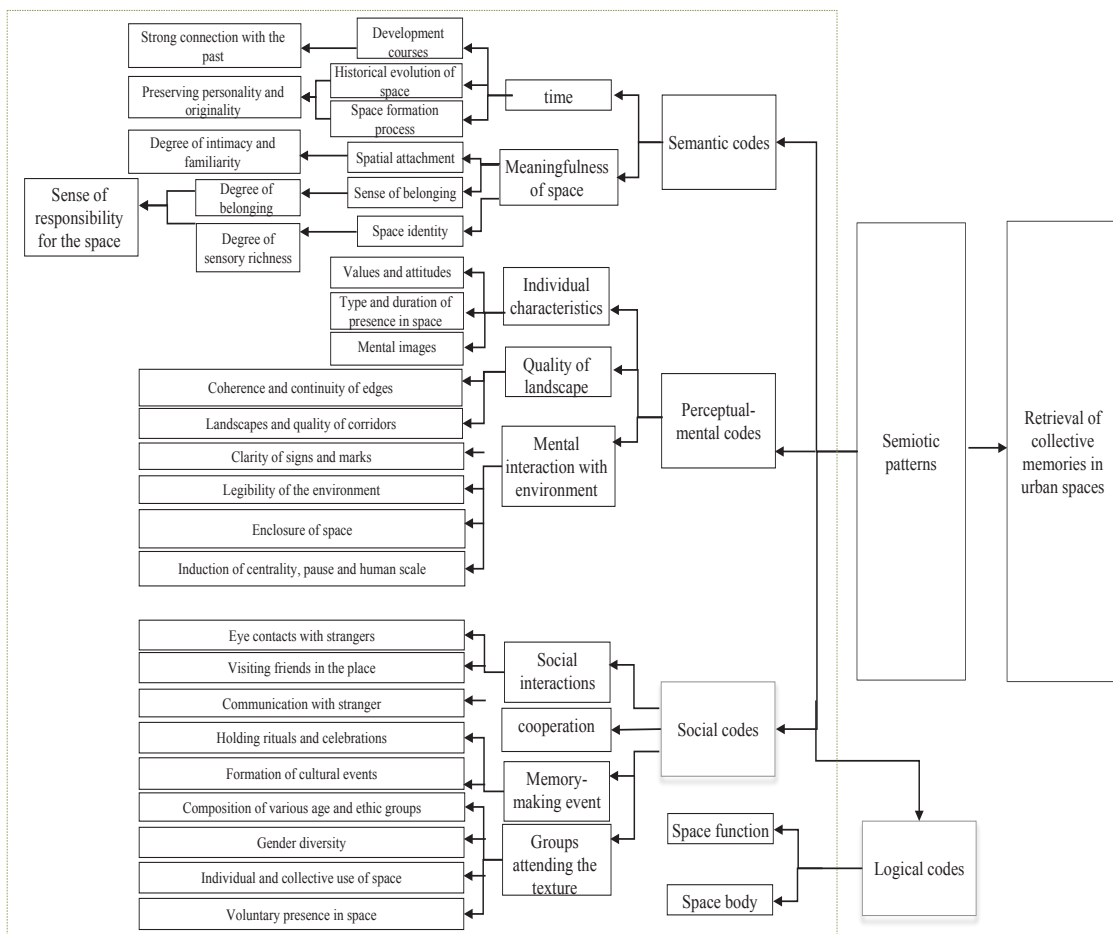 Strong connection with the
past
Development
courses
Preserving personality and
originality
Historical evolution of
space
Space formation
process
time
Semantic codes
Degree of intimacy and
familiarity
Spatial attachment
Meaningfulness
of space
Sense of
responsibility
for the space
Degree of
belonging
Sense of belonging
Degree of
sensory richness
Space identity
Values and attitudes
Type and duration of
presence in space
Mental images
Individual
characteristics
Coherence and continuity of edges
Landscapes and quality of corridors
Quality of
landscape
Perceptual-
mental codes
Clarity of signs and marks
Legibility of the environment
Enclosure of space
Induction of centrality, pause and human scale
Mental
interaction with
environment
Semiotic
patterns
Retrieval of
collective
memories in
urban spaces
Eye contacts with strangers
Visiting friends in the place
Communication with stranger
Social
interactions
cooperation
Social codes
Holding rituals and celebrations
Formation of cultural events
Memory-
making event
Composition of various age and ethic groups
Gender diversity
Individual and collective use of space
Voluntary presence in space
Groups
attending the
texture
Space function
Space body
Logical codes